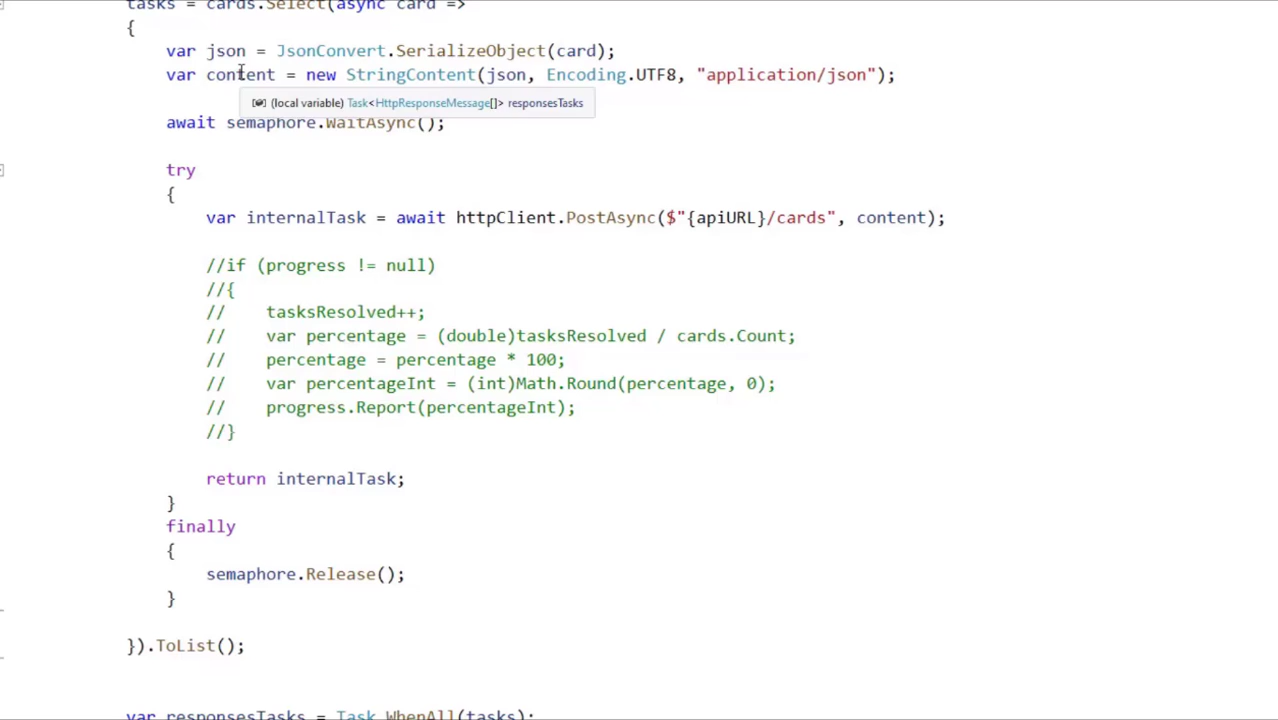 tasks = cards.Select(async card =>
{
var json = JsonConvert.SerializeObject(card);
var content = new StringContent(json, Encoding.UTF8, "application/json");
(local variable) Task<HttpResponseMessage[]> responsesTasks
await semaphore.WaitAsync();
try
{
var internalTask = await httpClient.PostAsync($"{apiURL}/cards", content);
//if (progress != null)
//{
// tasksResolved++;
// var percentage = (double)tasksResolved / cards.Count;
// percentage = percentage * 100;
// var percentageInt = (int)Math.Round(percentage, 0);
// progress.Report(percentageInt);
//}
return internalTask;
}
finally
{
semaphore.Release();
}
}).ToList();
var responsesTasks = Task.WhenAll(tasks);